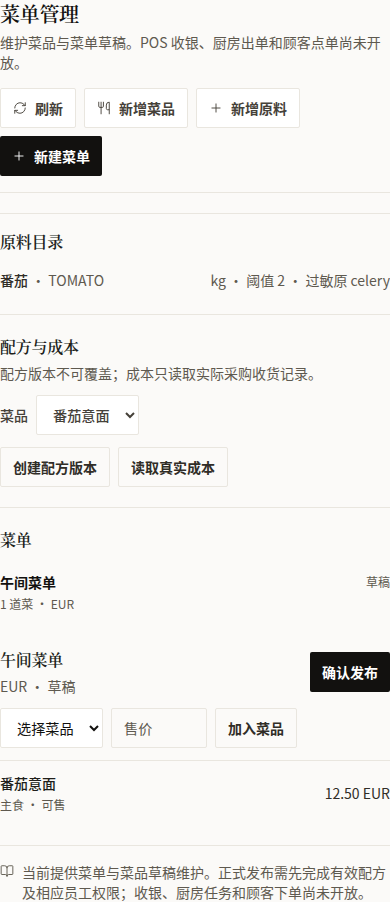 菜单管理
维护菜品与菜单草稿。POS 收银、厨房出单和顾客点单尚未开
放。
刷新 新增菜品 新增原料
新建菜单
原料目录
番茄 · TOMATO kg · 阈值 2 · 过敏原 celery
配方与成本
配方版本不可覆盖；成本只读取实际采购收货记录。
菜品 番茄意面
创建配方版本 读取真实成本
菜单
午间菜单 草稿
1 道菜 · EUR
午间菜单 确认发布
EUR · 草稿
选择菜品 售价 加入菜品
番茄意面 12.50 EUR
主食 · 可售
当前提供菜单与菜品草稿维护。正式发布需先完成有效配方
及相应员工权限；收银、厨房任务和顾客下单尚未开放。